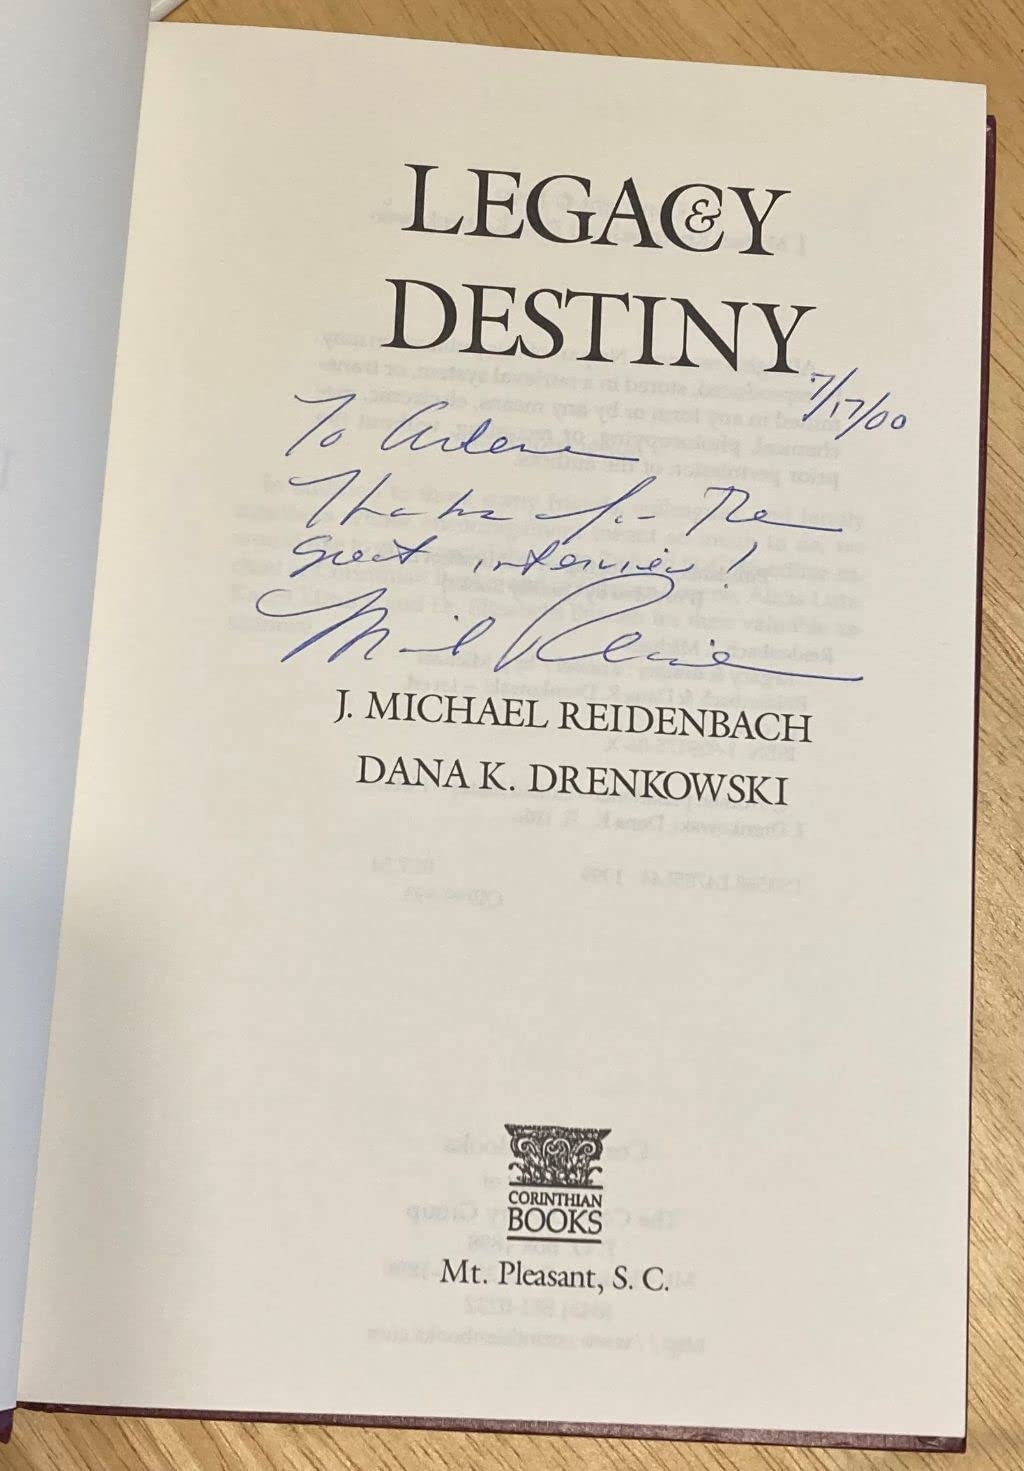 LEGACY &
DESTINY
7/17/00
To Arlene
Thanks for The
great interview!
J. MICHAEL REIDENBACH
DANA K. DRENKOWSKI
CORINTHIAN
BOOKS
Mt. Pleasant, S. C.